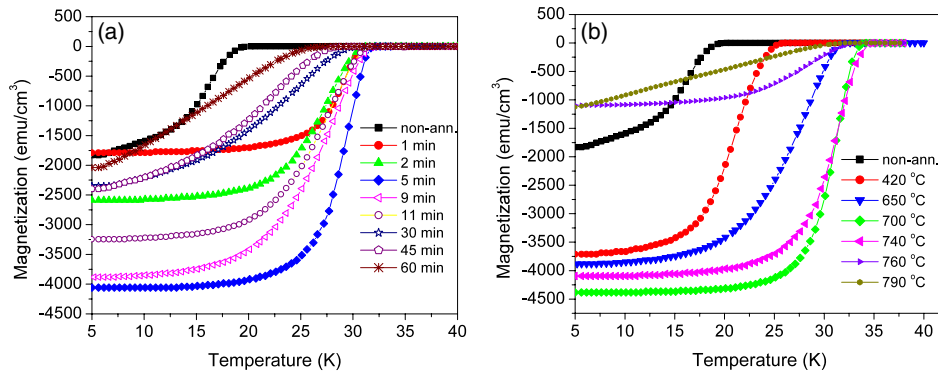 (a)
Magnetization (emu/cm³)
500
0
-500
-1000
-1500
-2000
-2500
-3000
-3500
-4000
-4500
non-ann.
1 min
2 min
5 min
9 min
11 min
30 min
45 min
60 min
5 10 15 20 25 30 35 40
Temperature (K)
(b)
Magnetization (emu/cm³)
500
0
-500
-1000
-1500
-2000
-2500
-3000
-3500
-4000
-4500
non-ann.
420 °C
650 °C
700 °C
740 °C
760 °C
790 °C
5 10 15 20 25 30 35 40
Temperature (K)